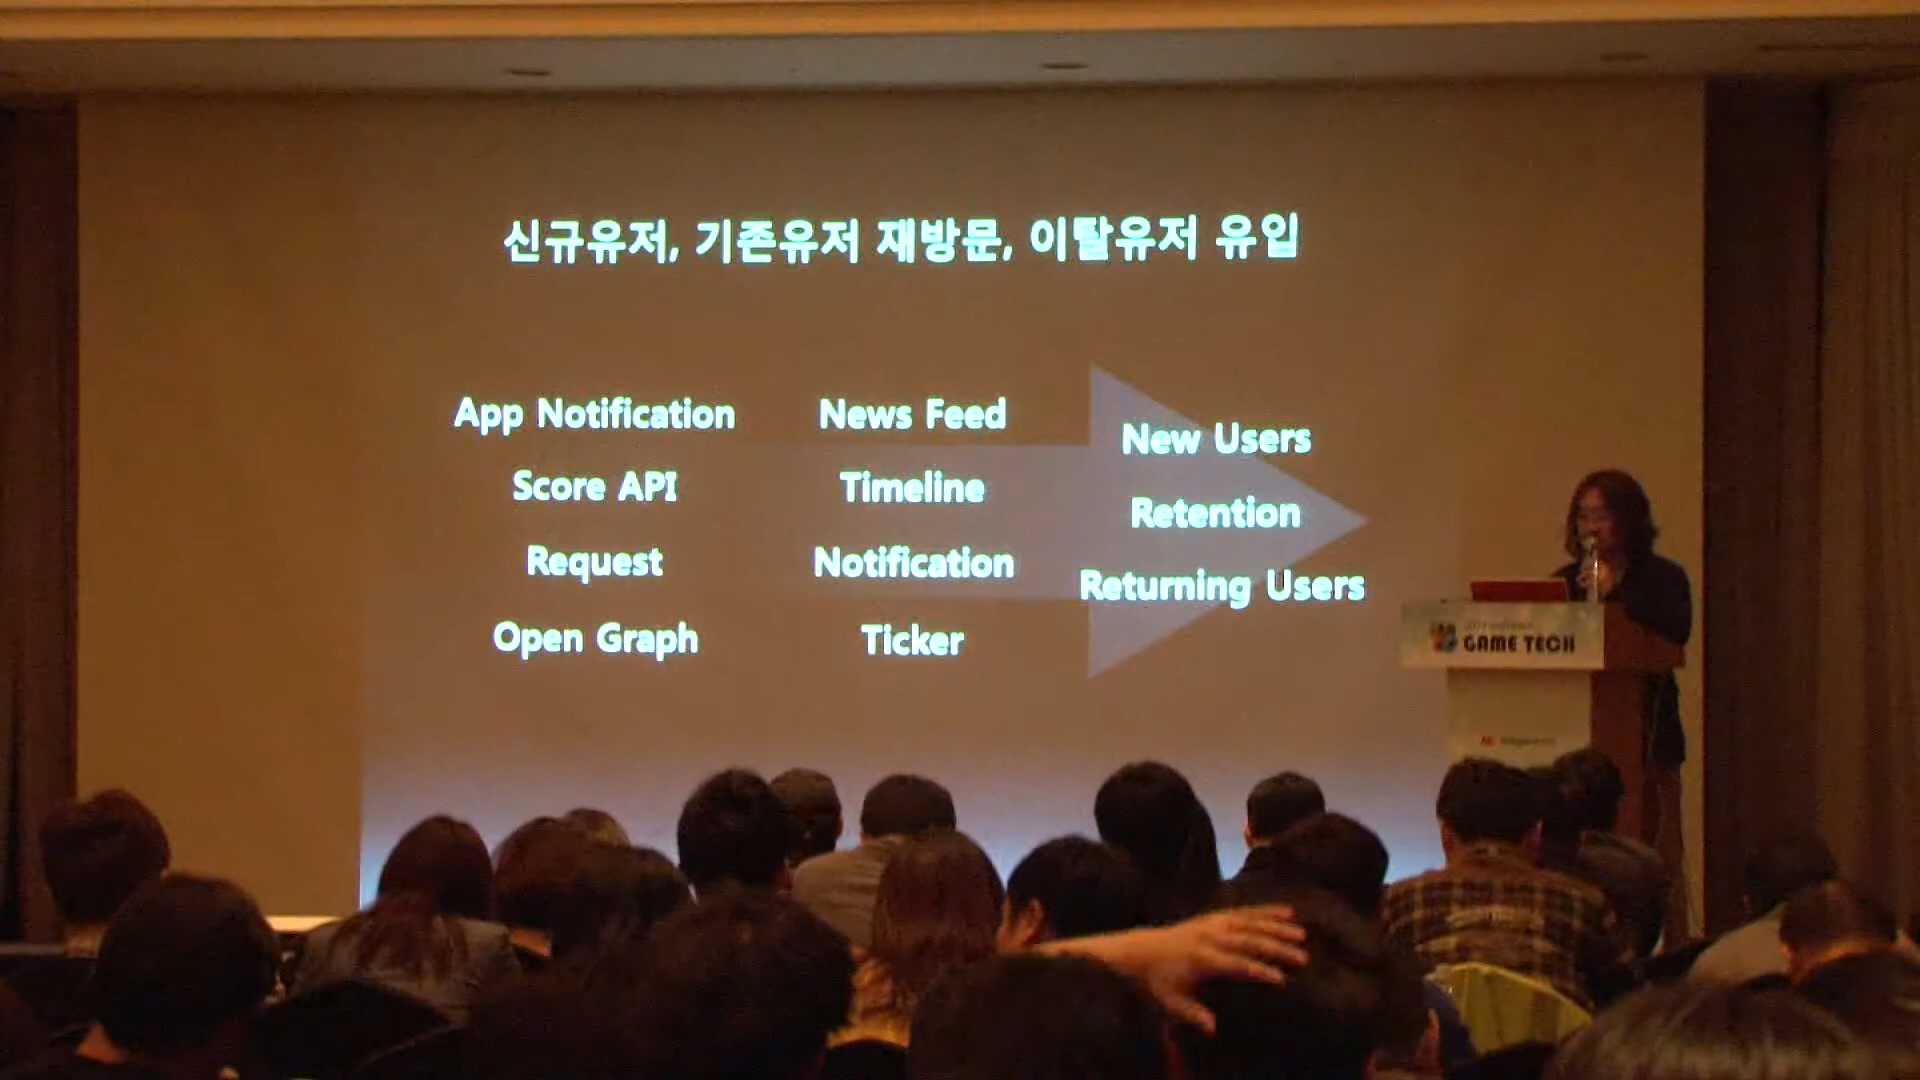 신규유저, 기존유저 재방문, 이탈유저 유입
App Notification
Score API
Request
Open Graph
News Feed
Timeline
Notification
Ticker
New Users
Retention
Returning Users
GAME TECH